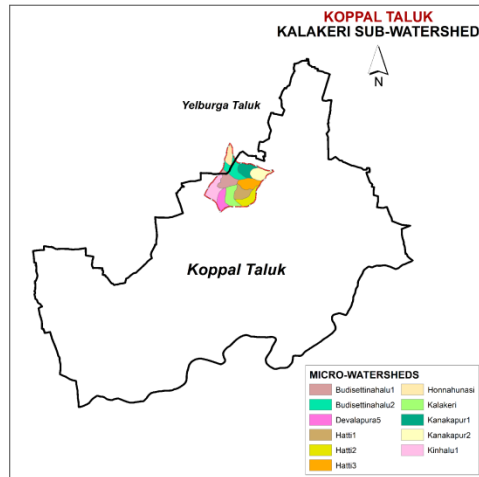 KOPPAL TALUK
KALAKERI SUB-WATERSHED
N
Yelburga Taluk
Koppal Taluk
MICRO-WATERSHEDS
Budisettinahalu1
Honnahunasi
Budisettinahalu2
Kalakeri
Devalapura5
Kanakapur1
Hatti1
Kanakapur2
Hatti2
Kinhalu1
Hatti3